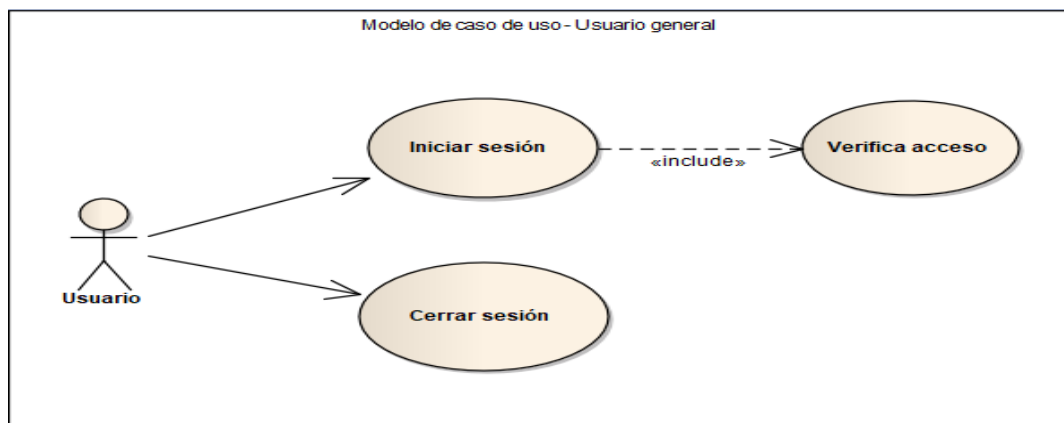 Modelo de caso de uso - Usuario general
Iniciar sesión
«include»
Verifica acceso
Usuario
Cerrar sesión